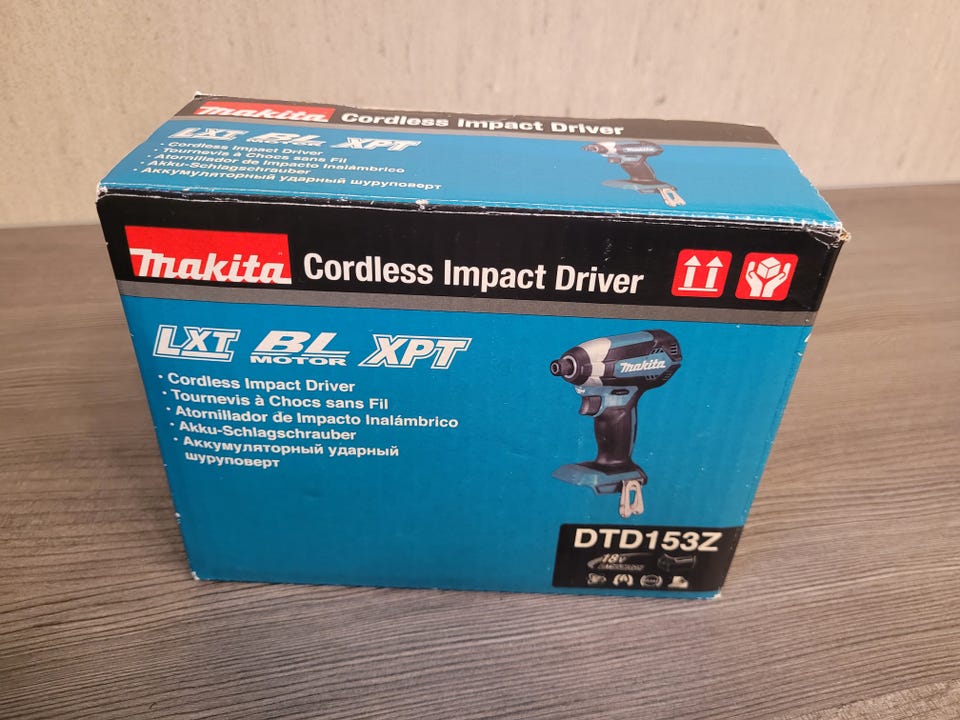 makita Cordless Impact Driver
LXT BL MOTOR XPT
· Cordless Impact Driver
· Tournevis à Chocs sans Fil
· Atornillador de Impacto Inalámbrico
· Akku-Schlagschrauber
· Аккумуляторный ударный шуруповерт
makita Cordless Impact Driver
LXT BL MOTOR XPT
· Cordless Impact Driver
· Tournevis à Chocs sans Fil
· Atornillador de Impacto Inalámbrico
· Akku-Schlagschrauber
· Аккумуляторный ударный
шуруповерт
makita
DTD153Z
18V